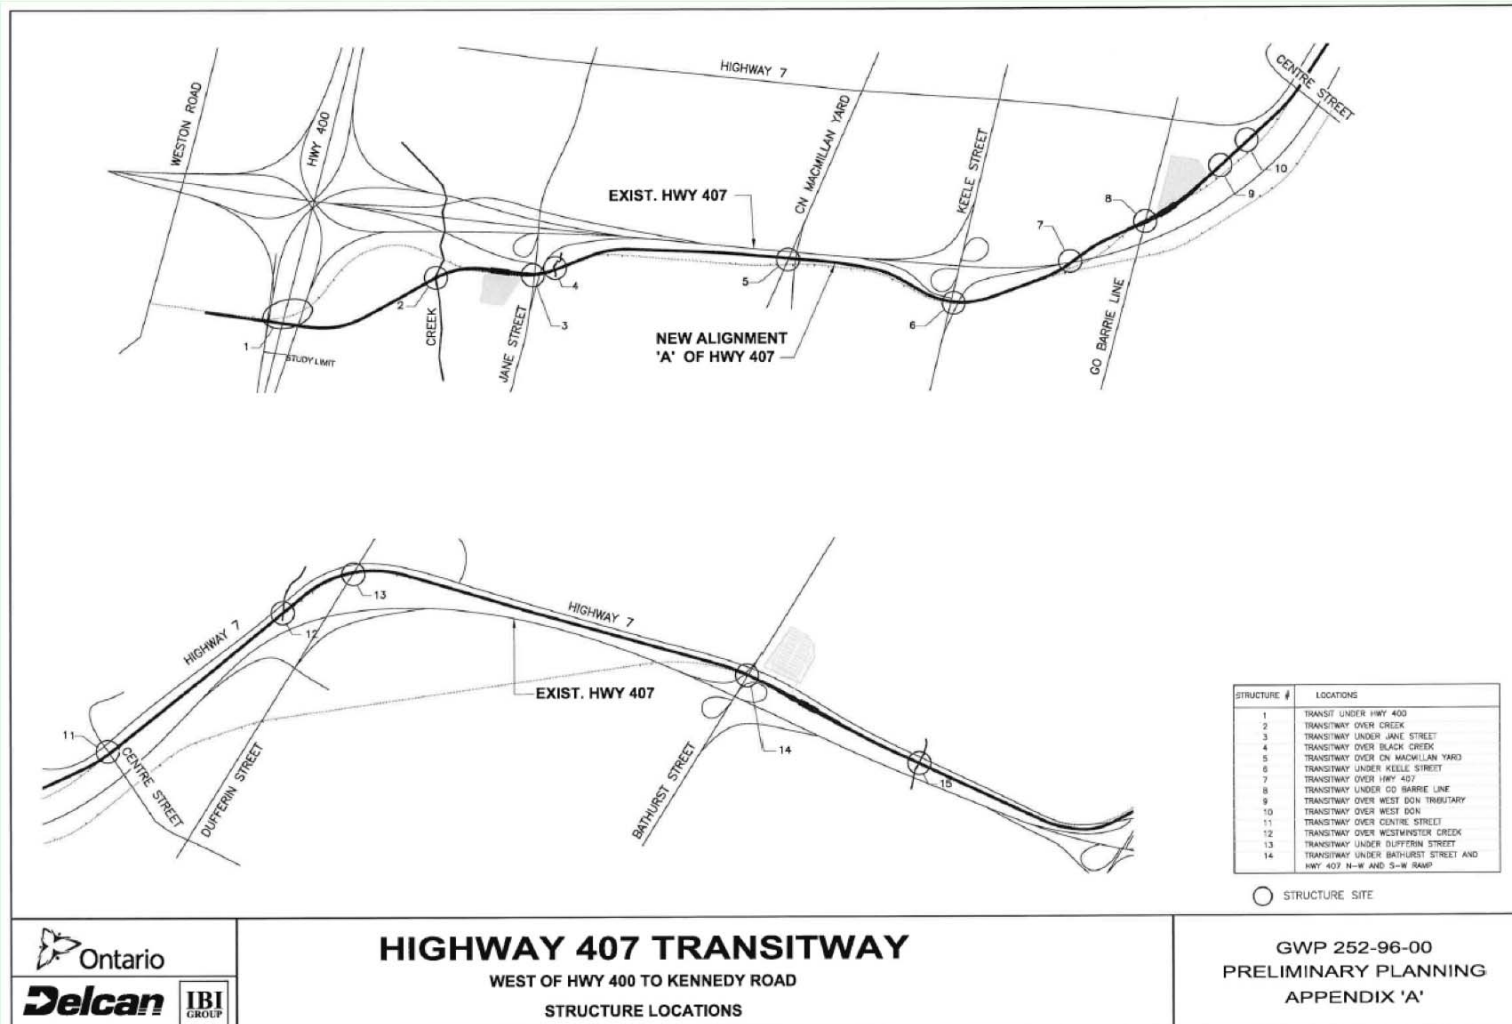 HIGHWAY 7
CENTRE STREET
WESTON ROAD
HWY 400
CN MACMILLAN YARD
KEELE STREET
EXIST. HWY 407
10
9
8
7
5
4
2
3
6
1
CREEK
JANE STREET
GO BARRIE LINE
STUDY LIMIT
NEW ALIGNMENT
'A' OF HWY 407
13
12
HIGHWAY 7
HIGHWAY 7
EXIST. HWY 407
11
14
15
CENTRE STREET
DUFFERIN STREET
BATHURST STREET
STRUCTURE # LOCATIONS
1 TRANSIT UNDER HWY 400
2 TRANSITWAY OVER CREEK
3 TRANSITWAY UNDER JANE STREET
4 TRANSITWAY OVER BLACK CREEK
5 TRANSITWAY OVER CN MACMILLAN YARD
6 TRANSITWAY UNDER KEELE STREET
7 TRANSITWAY OVER HWY 407
8 TRANSITWAY UNDER GO BARRIE LINE
9 TRANSITWAY OVER WEST DON TRIBUTARY
10 TRANSITWAY OVER WEST DON
11 TRANSITWAY OVER CENTRE STREET
12 TRANSITWAY OVER WESTMINSTER CREEK
13 TRANSITWAY UNDER DUFFERIN STREET
14 TRANSITWAY UNDER BATHURST STREET AND
HWY 407 N-W AND S-W RAMP
STRUCTURE SITE
Ontario
Delcan
IBI
GROUP
HIGHWAY 407 TRANSITWAY
WEST OF HWY 400 TO KENNEDY ROAD
STRUCTURE LOCATIONS
GWP 252-96-00
PRELIMINARY PLANNING
APPENDIX 'A'